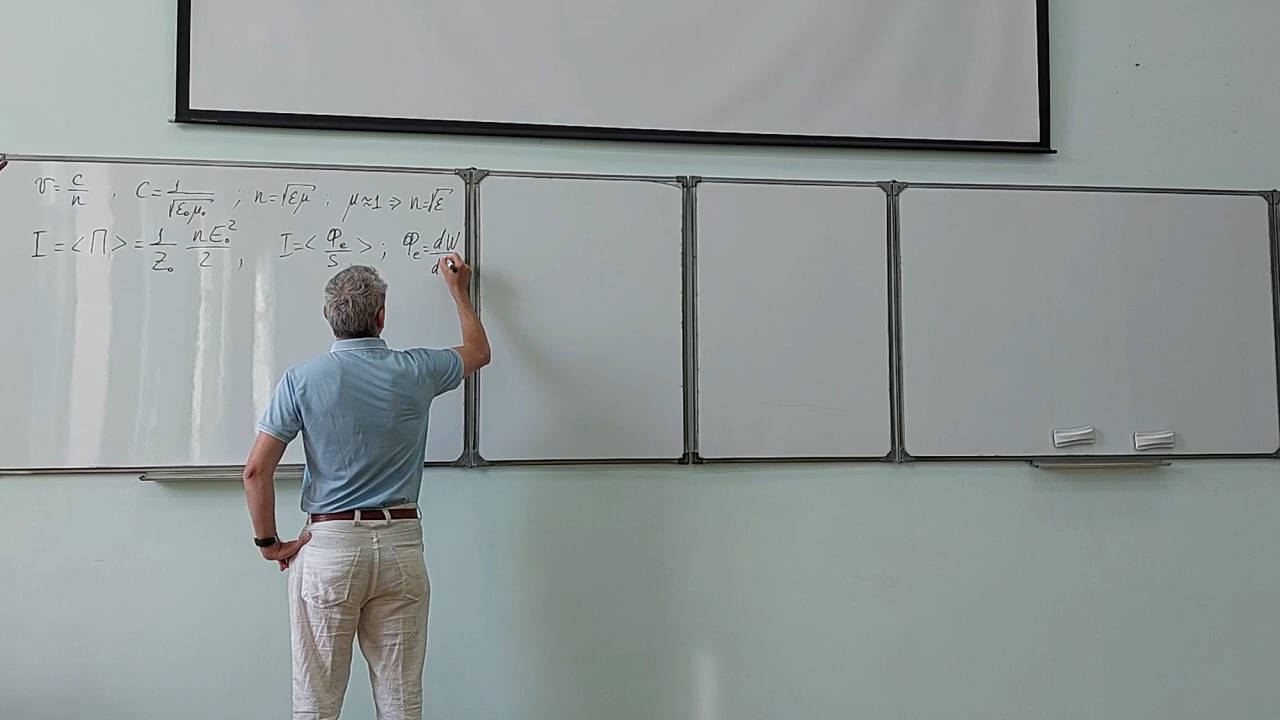 v = c/n , c = 1/√(ε₀μ₀) ; n = √(εμ) ; μ ≈ 1 ⇒ n = √ε
I = <П> = 1/Z₀ nE₀²/2 , I = < Φₑ/S > ; Φₑ = dW/d